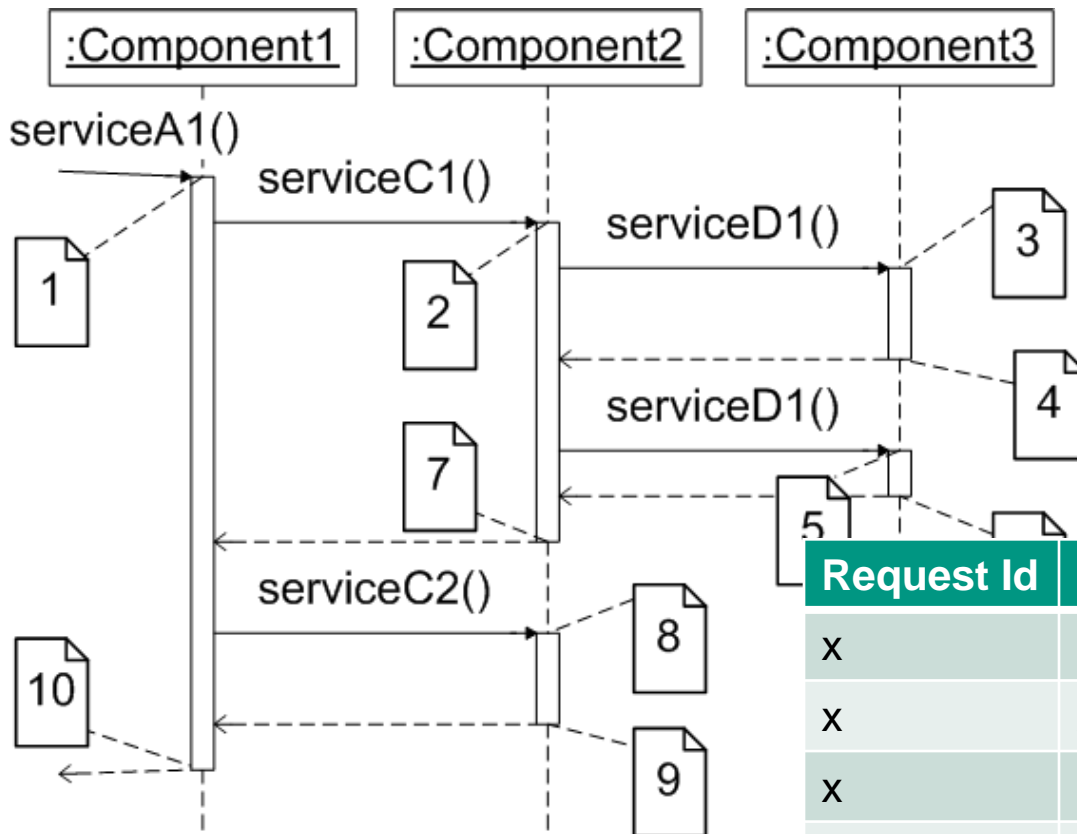 :Component1 :Component2 :Component3
serviceA1()
serviceC1()
serviceD1()
1
2
3
4
serviceD1()
7
5
serviceC2()
8
10
9
Request Id
x
x
x